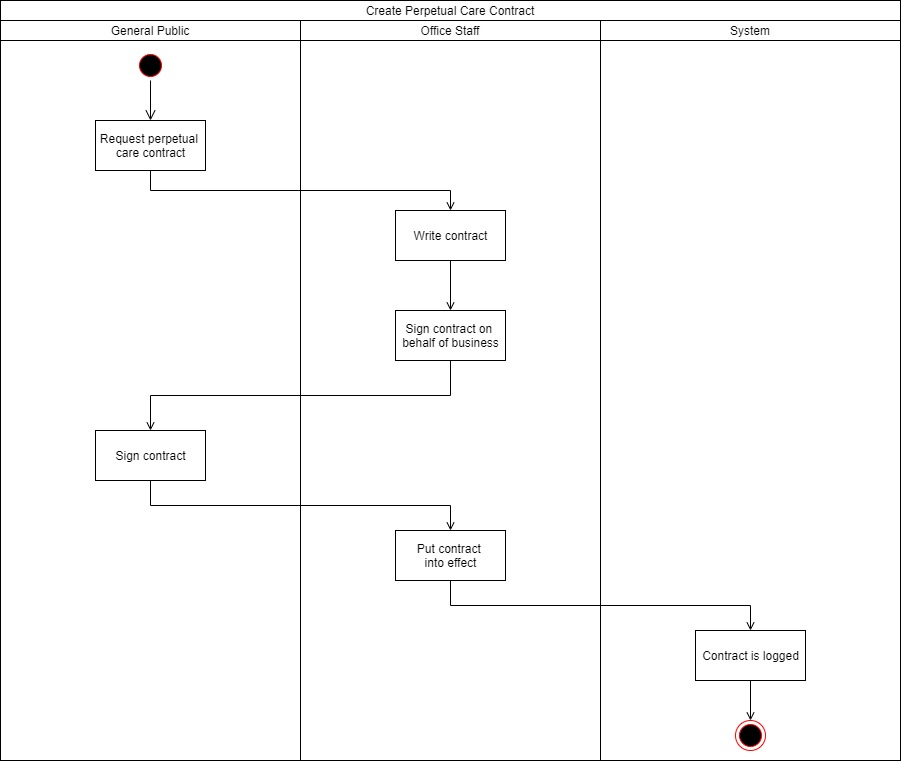 Create Perpetual Care Contract
General Public
Office Staff
System
Request perpetual
care contract
Write contract
Sign contract on
behalf of business
Sign contract
Put contract
into effect
Contract is logged